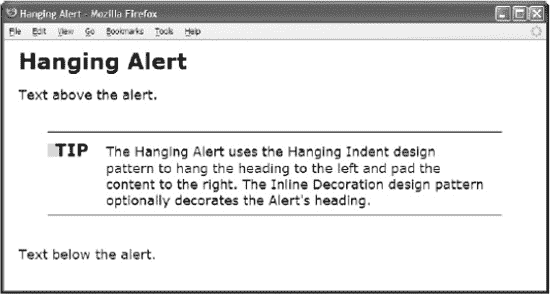 Hanging Alert - Mozilla Firefox
File Edit View Go Bookmarks Tools Help
Hanging Alert
Text above the alert.
TIP The Hanging Alert uses the Hanging Indent design
pattern to hang the heading to the left and pad the
content to the right. The Inline Decoration design pattern
optionally decorates the Alert's heading.
Text below the alert.